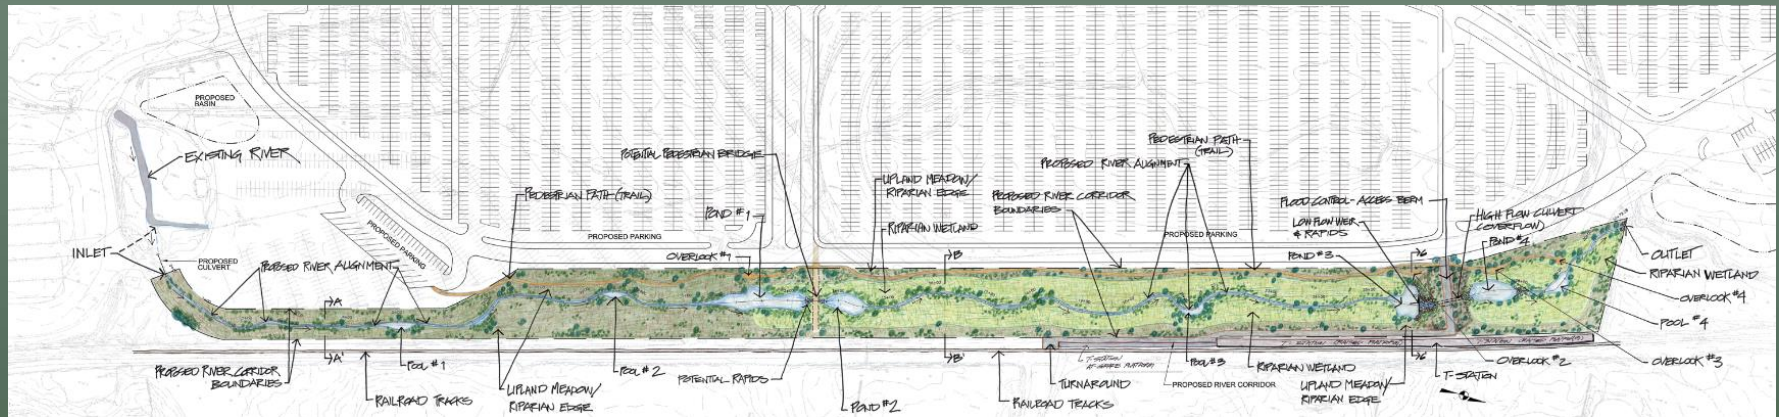 PROPOSED
BASIN
EXISTING RIVER
INLET
PROPOSED
CULVERT
PROPOSED PARKING
PROPOSED RIVER ALIGNMENT
PEDESTRIAN PATH (TRAIL)
PROPOSED PARKING
POTENTIAL PEDESTRIAN BRIDGE
POND #1
OVERLOOK #1
UPLAND MEADOW/
RIPARIAN EDGE
RIPARIAN WETLAND
B
PROPOSED RIVER CORRIDOR
BOUNDARIES
PROPOSED RIVER ALIGNMENT
PEDESTRIAN PATH
(TRAIL)
PROPOSED PARKING
FLOOD CONTROL - ACCESS BERM
LOW FLOW WEIR
& RAPIDS
POND #3
HIGH FLOW CULVERT
(OVERFLOW)
POND #4
OUTLET
RIPARIAN WETLAND
OVERLOOK #4
POOL #4
OVERLOOK #3
OVERLOOK #2
T-STATION
A
A'
PROPOSED RIVER CORRIDOR
BOUNDARIES
RAILROAD TRACKS
POOL #1
UPLAND MEADOW/
RIPARIAN EDGE
POOL #2
POTENTIAL RAPIDS
POND #2
B'
RAILROAD TRACKS
TURNAROUND
T-STATION
PROPOSED RIVER CORRIDOR
POOL #3
RIPARIAN WETLAND
UPLAND MEADOW/
RIPARIAN EDGE